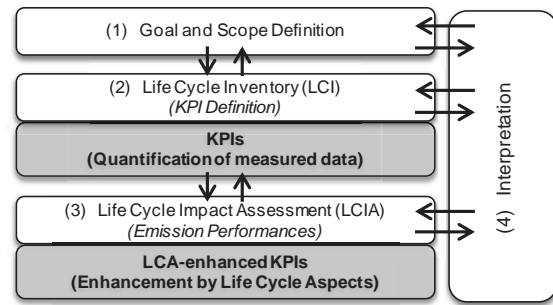 (1) Goal and Scope Definition
(2) Life Cycle Inventory (LCI)
(KPI Definition)
KPIs
(Quantification of measured data)
(3) Life Cycle Impact Assessment (LCIA)
(Emission Performances)
LCA-enhanced KPIs
(Enhancement by Life Cycle Aspects)
(4) Interpretation